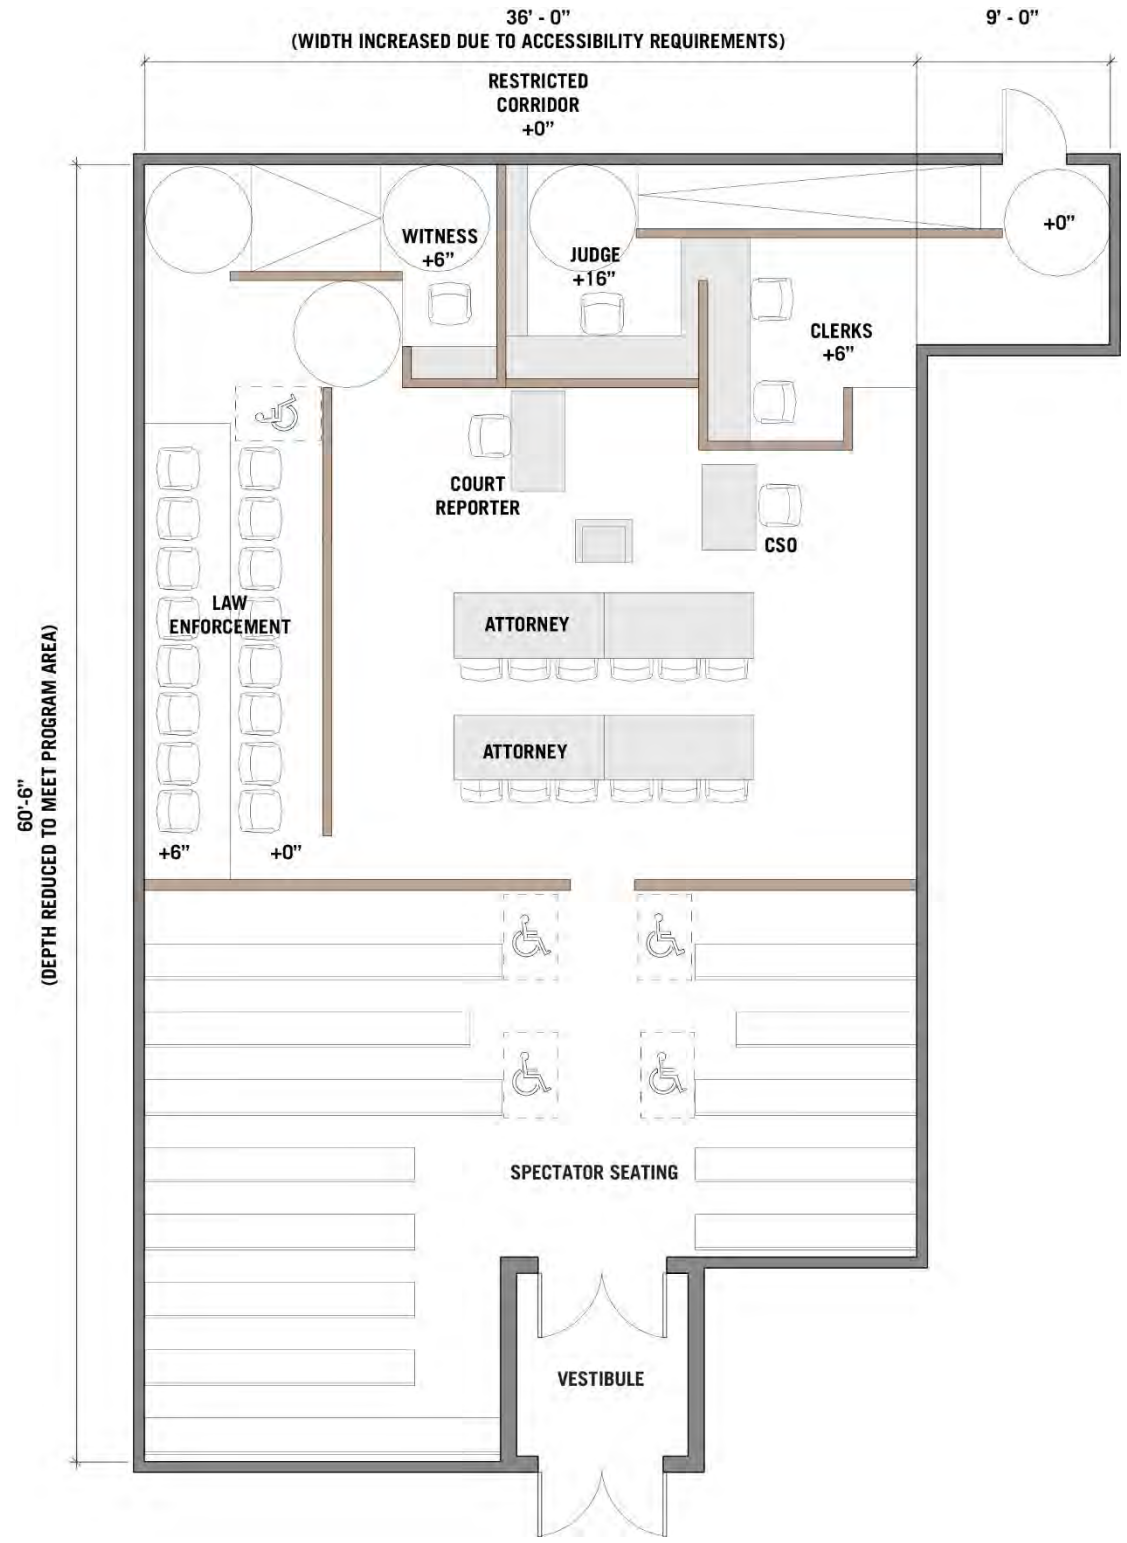 36' - 0"
(WIDTH INCREASED DUE TO ACCESSIBILITY REQUIREMENTS)
9' - 0"
RESTRICTED
CORRIDOR
+0"
WITNESS
+6"
JUDGE
+16"
+0"
CLERKS
+6"
COURT
REPORTER
CSO
LAW
ENFORCEMENT
ATTORNEY
ATTORNEY
+6"
+0"
60'-6"
(DEPTH REDUCED TO MEET PROGRAM AREA)
SPECTATOR SEATING
VESTIBULE